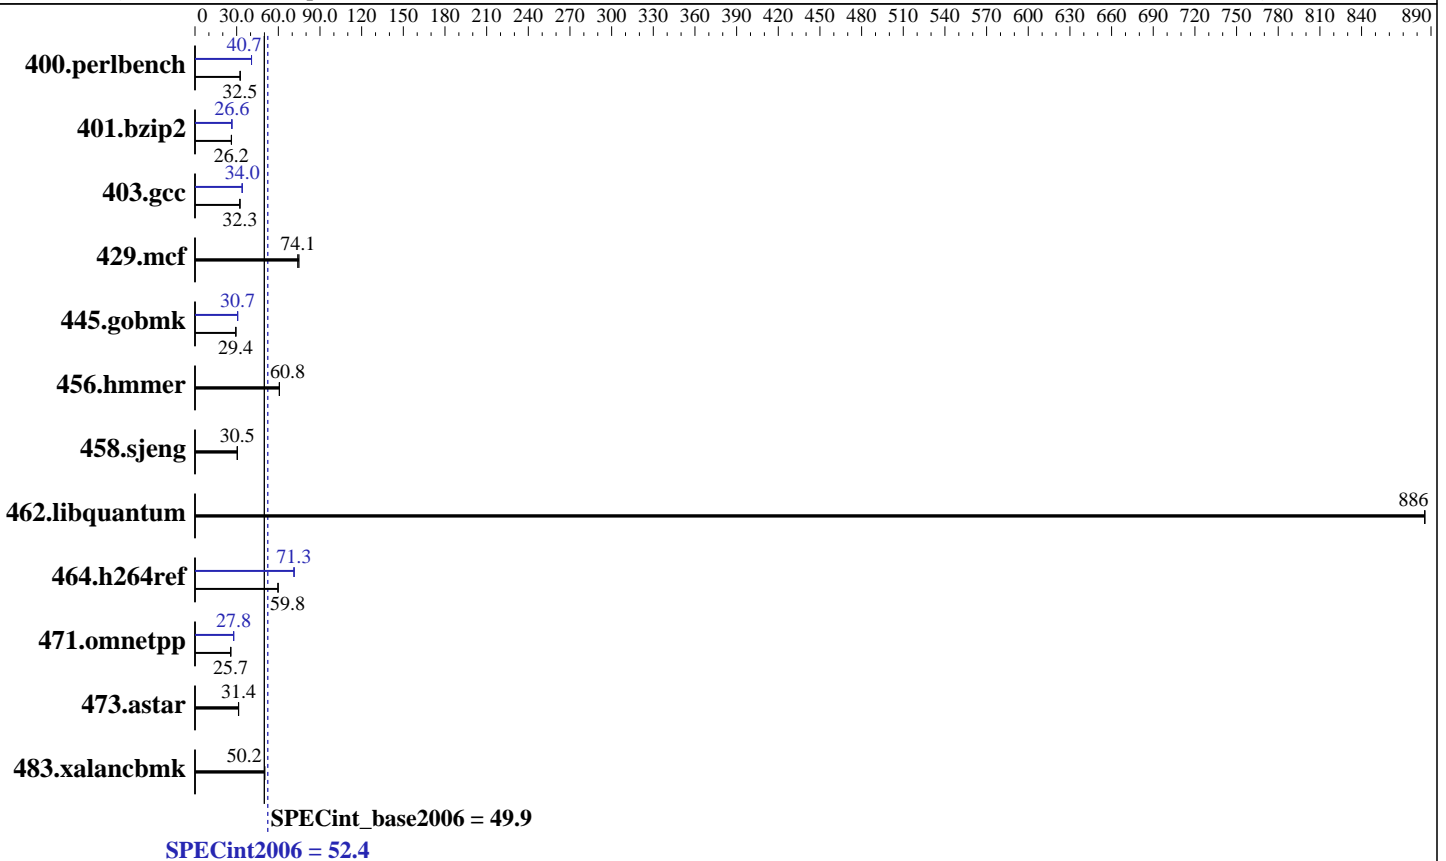 0 30.0 60.0 90.0 120 150 180 210 240 270 300 330 360 390 420 450 480 510 540 570 600 630 660 690 720 750 780 810 840 890
40.7
400.perlbench
32.5
26.6
401.bzip2
26.2
34.0
403.gcc
32.3
74.1
429.mcf
30.7
445.gobmk
29.4
60.8
456.hmmer
30.5
458.sjeng
886
462.libquantum
71.3
464.h264ref
59.8
27.8
471.omnetpp
25.7
31.4
473.astar
50.2
483.xalancbmk
SPECint_base2006 = 49.9
SPECint2006 = 52.4